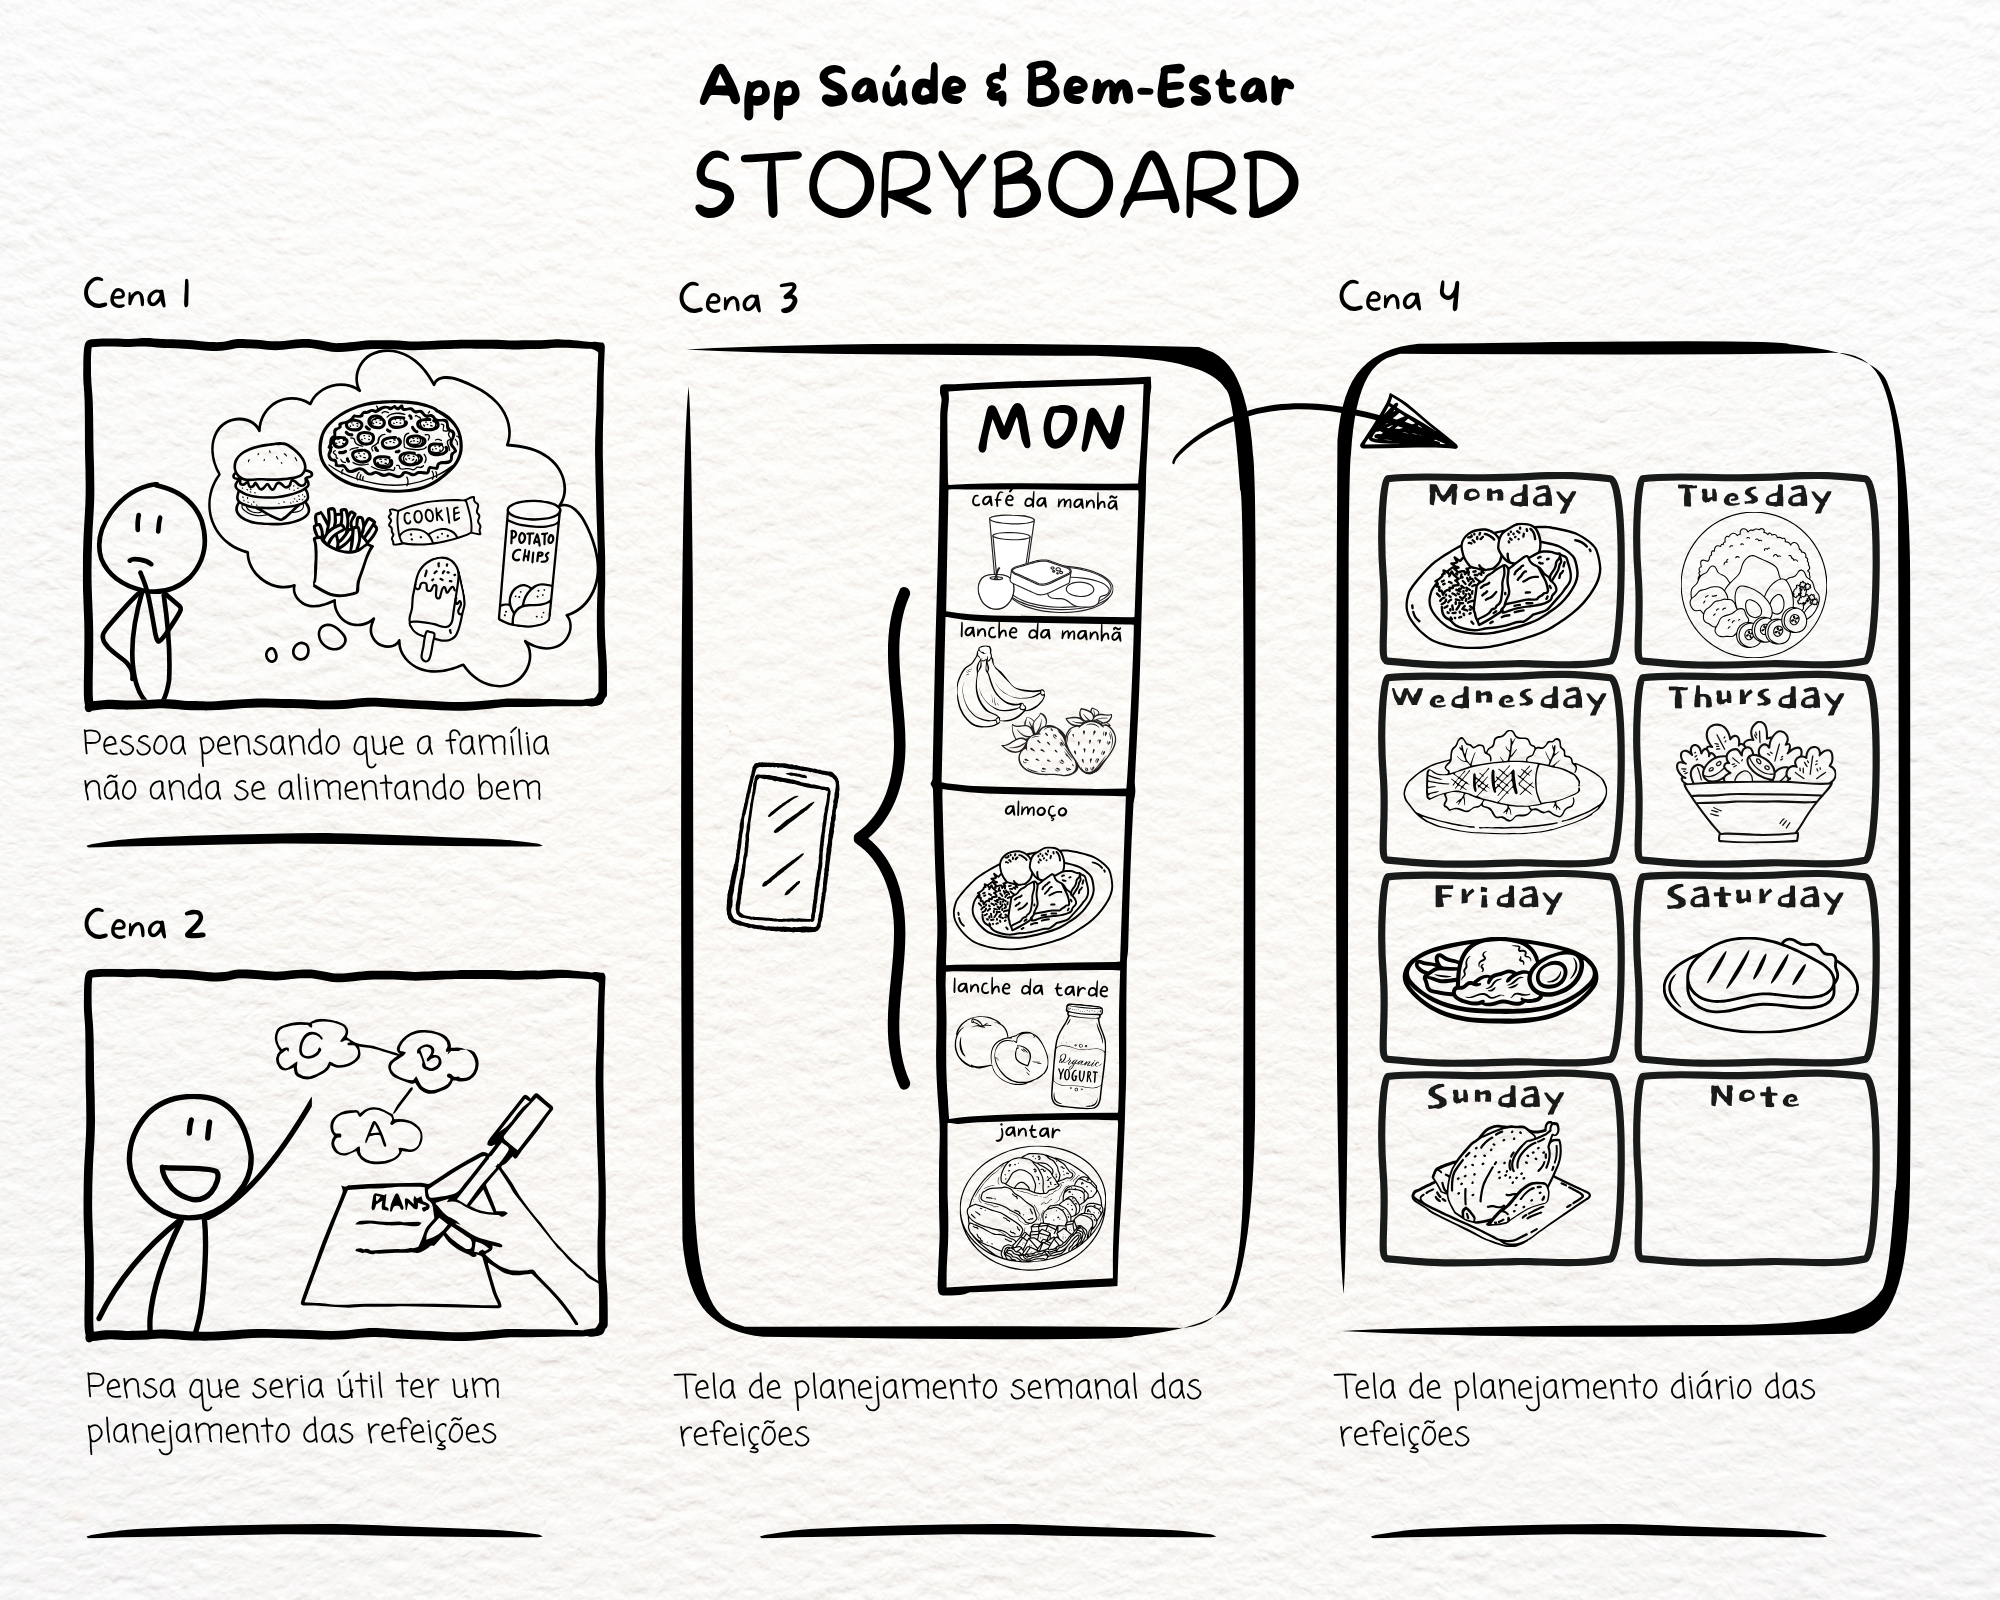 App Saúde & Bem-Estar
STORYBOARD
Cena 1
COOKIE
POTATO
CHIPS
Pessoa pensando que a família
não anda se alimentando bem
Cena 2
C
B
A
PLANS
Pensa que seria útil ter um
planejamento das refeições
Cena 3
MON
café da manhã
lanche da manhã
almoço
lanche da tarde
Organic
YOGURT
jantar
Tela de planejamento semanal das
refeições
Cena 4
Monday
Tuesday
Wednesday
Thursday
Friday
Saturday
Sunday
Note
Tela de planejamento diário das
refeições